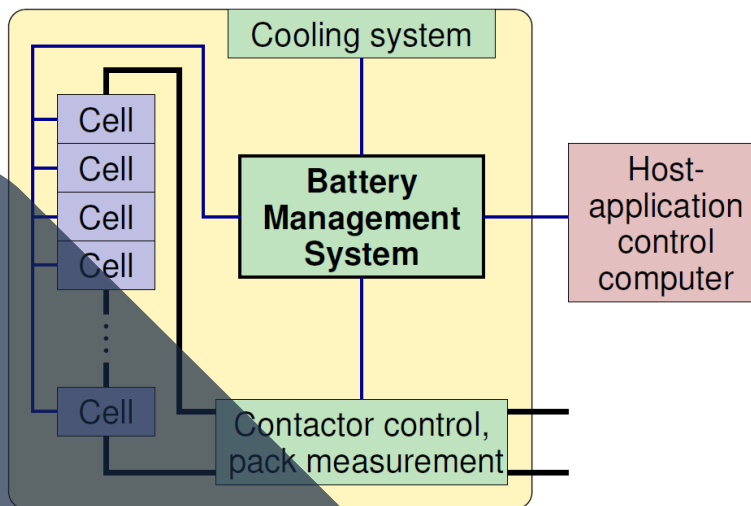 Cooling system
Cell
Cell
Cell
Cell
Cell
Battery
Management
System
Host-
application
control
computer
Contactor control,
pack measurement